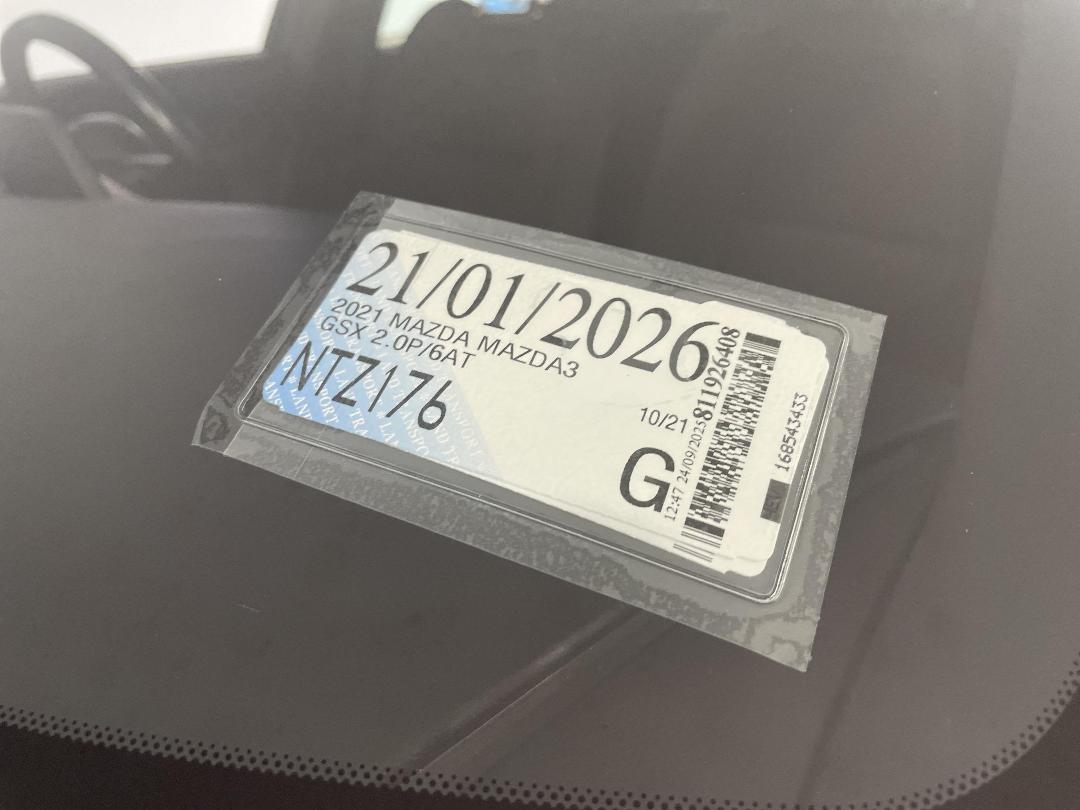 21/01/2026
2021 MAZDA MAZDA3
GSX 2.0P/6AT
NTZ176
10/21
G
12:47 24/09/2025
811926408
168543433
REV